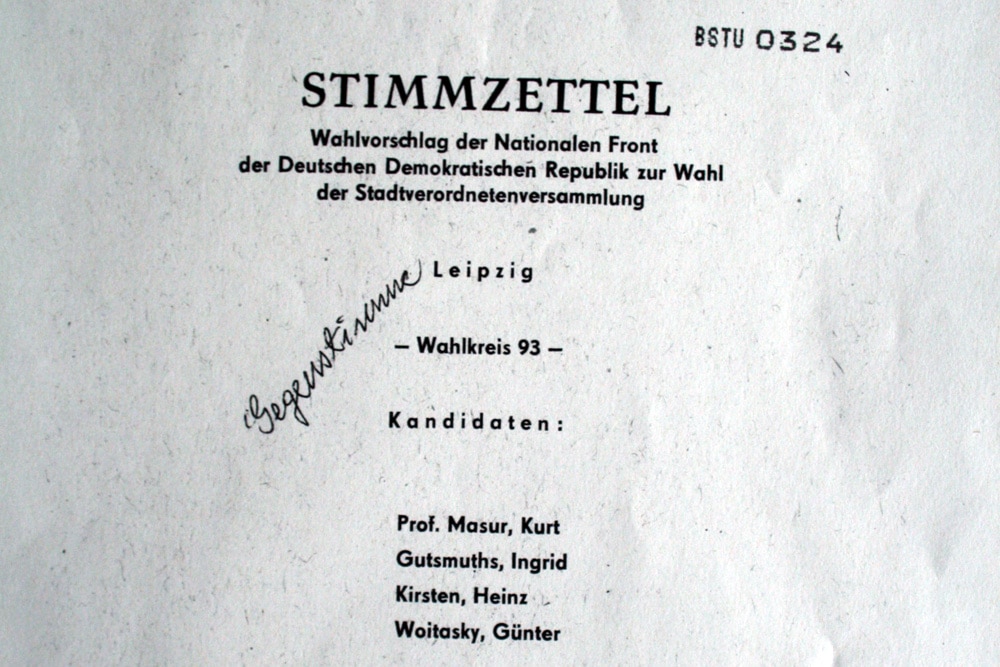 BSTU 0324
STIMMZETTEL
Wahlvorschlag der Nationalen Front
der Deutschen Demokratischen Republik zur Wahl
der Stadtverordnetenversammlung
Leipzig
Gegenstimme
– Wahlkreis 93 –
Kandidaten:
Prof. Masur, Kurt
Gutsmuths, Ingrid
Kirsten, Heinz
Woitasky, Günter